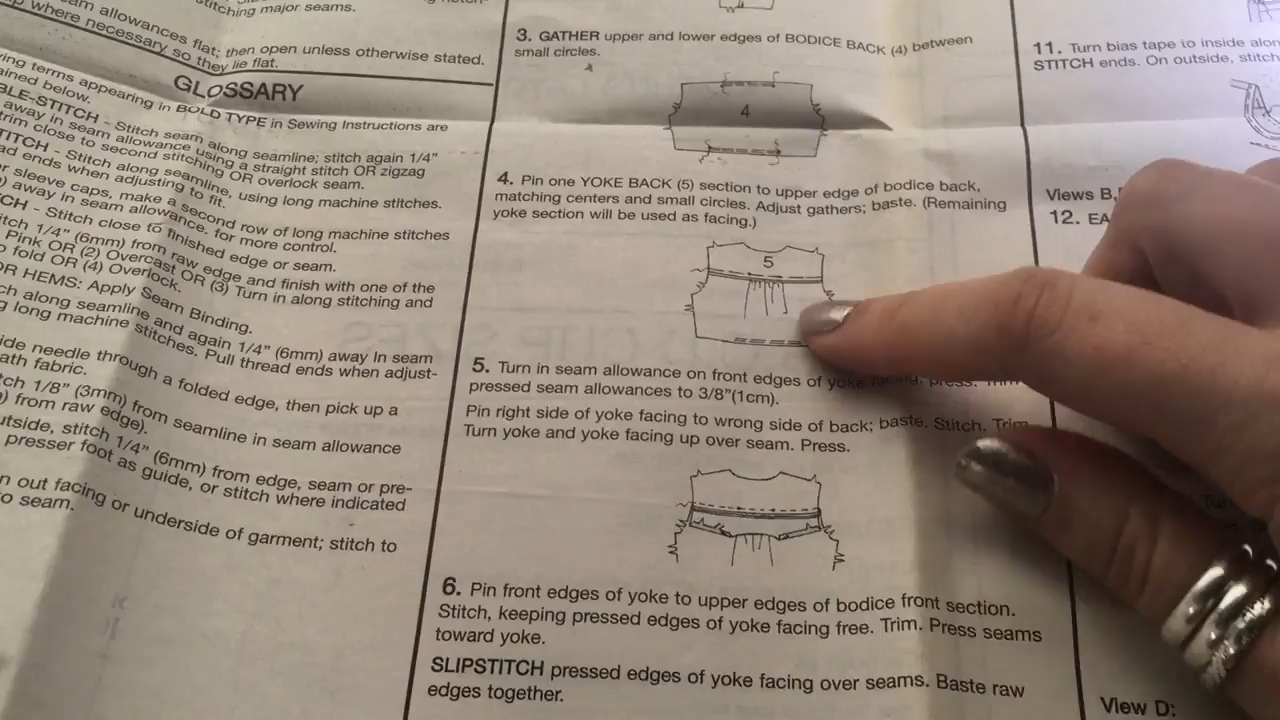 stitching major seams.
am allowances flat; then open unless otherwise stated.
p where necessary so they lie flat.
GLOSSARY
ving terms appearing in BOLD TYPE in Sewing Instructions are
ained below.
BLE-STITCH - Stitch seam along seamline; stitch again 1/4"
away in seam allowance using a straight stitch OR zigzag
trim close to second stitching OR overlock seam.
TITCH - Stitch along seamline, using long machine stitches.
ad ends when adjusting to fit.
or sleeve caps, make a second row of long machine stitches
) away in seam allowance. for more control.
CH - Stitch close to finished edge or seam.
itch 1/4" (6mm) from raw edge and finish with one of the
Pink OR (2) Overcast OR (3) Turn in along stitching and
o fold OR (4) Overlock.
OR HEMS: Apply Seam Binding.
ch along seamline and again 1/4" (6mm) away In seam
g long machine stitches. Pull thread ends when adjust-
ide needle through a folded edge, then pick up a
ath fabric.
tch 1/8" (3mm) from seamline in seam allowance
) from raw edge).
utside, stitch 1/4" (6mm) from edge, seam or pre-
presser foot as guide, or stitch where indicated
n out facing or underside of garment; stitch to
o seam.
3. GATHER upper and lower edges of BODICE BACK (4) between
small circles.
4
4. Pin one YOKE BACK (5) section to upper edge of bodice back,
matching centers and small circles. Adjust gathers; baste. (Remaining
yoke section will be used as facing.)
5
5. Turn in seam allowance on front edges of yoke facing, press. Trim
pressed seam allowances to 3/8"(1cm).
Pin right side of yoke facing to wrong side of back; baste. Stitch. Trim.
Turn yoke and yoke facing up over seam. Press.
6. Pin front edges of yoke to upper edges of bodice front section.
Stitch, keeping pressed edges of yoke facing free. Trim. Press seams
toward yoke.
SLIPSTITCH pressed edges of yoke facing over seams. Baste raw
edges together.
11. Turn bias tape to inside alon
STITCH ends. On outside, stitch
Views B,
12. EA
View D: